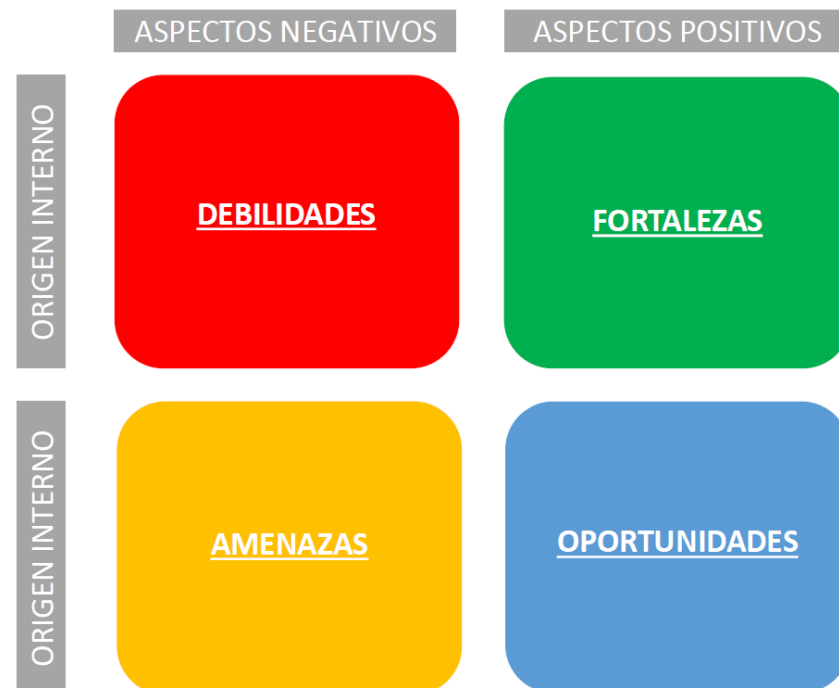 ASPECTOS NEGATIVOS
ASPECTOS POSITIVOS
ORIGEN INTERNO
DEBILIDADES
FORTALEZAS
ORIGEN INTERNO
AMENAZAS
OPORTUNIDADES